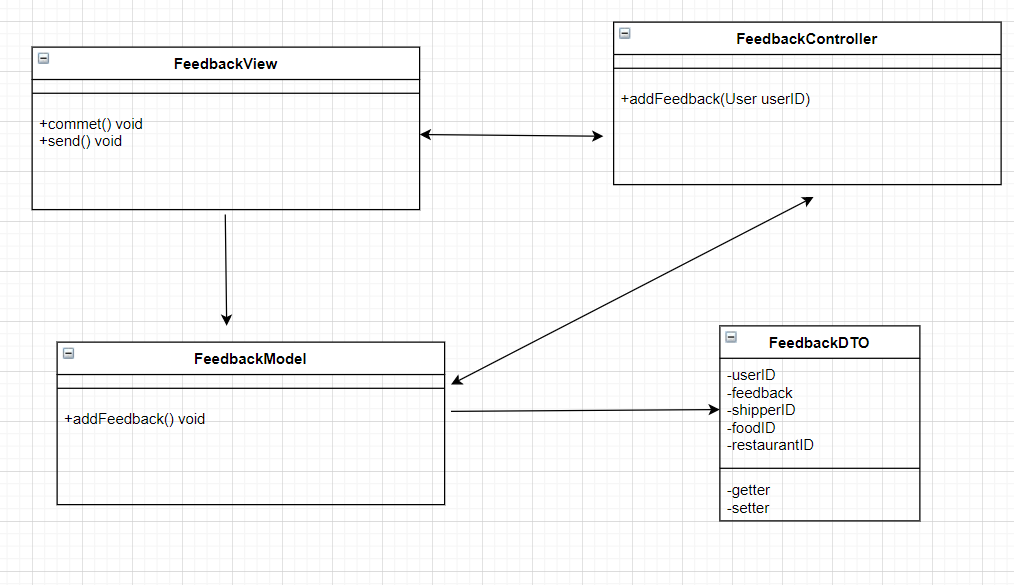 FeedbackView
+commet() void
+send() void
FeedbackController
+addFeedback(User userID)
FeedbackModel
+addFeedback() void
FeedbackDTO
-userID
-feedback
-shipperID
-foodID
-restaurantID
-getter
-setter